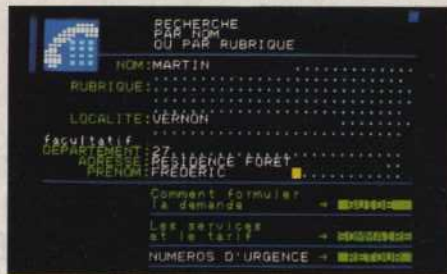 RECHERCHE
PAR NOM
OU PAR RUBRIQUE
NOM:MARTIN
RUBRIQUE:
LOCALITE:VERNON
facultatif
DEPARTEMENT:27
ADRESSE:RESIDENCE FORET
PRENOM:FREDERIC
Comment formuler
la demande → GUIDE
Les services
et le tarif → SOMMAIRE
NUMEROS D'URGENCE → RETOUR